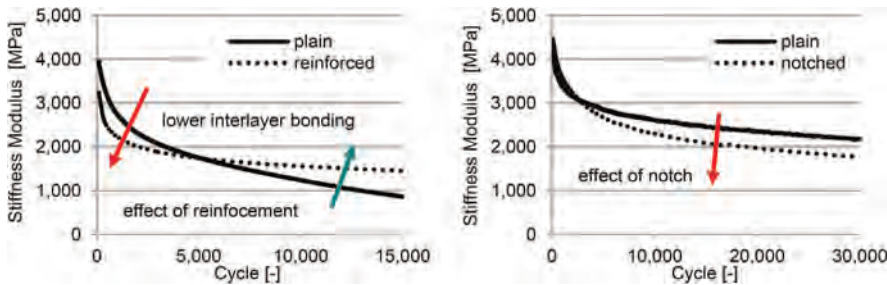 Stiffness Modulus [MPa]
5,000
4,000
3,000
2,000
1,000
0
plain
reinforced
lower interlayer bonding
effect of reinfocement
0
5,000
10,000
15,000
Cycle [-]
Stiffness Modulus [MPa]
5,000
4,000
3,000
2,000
1,000
0
plain
notched
effect of notch
0
10,000
20,000
30,000
Cycle [-]